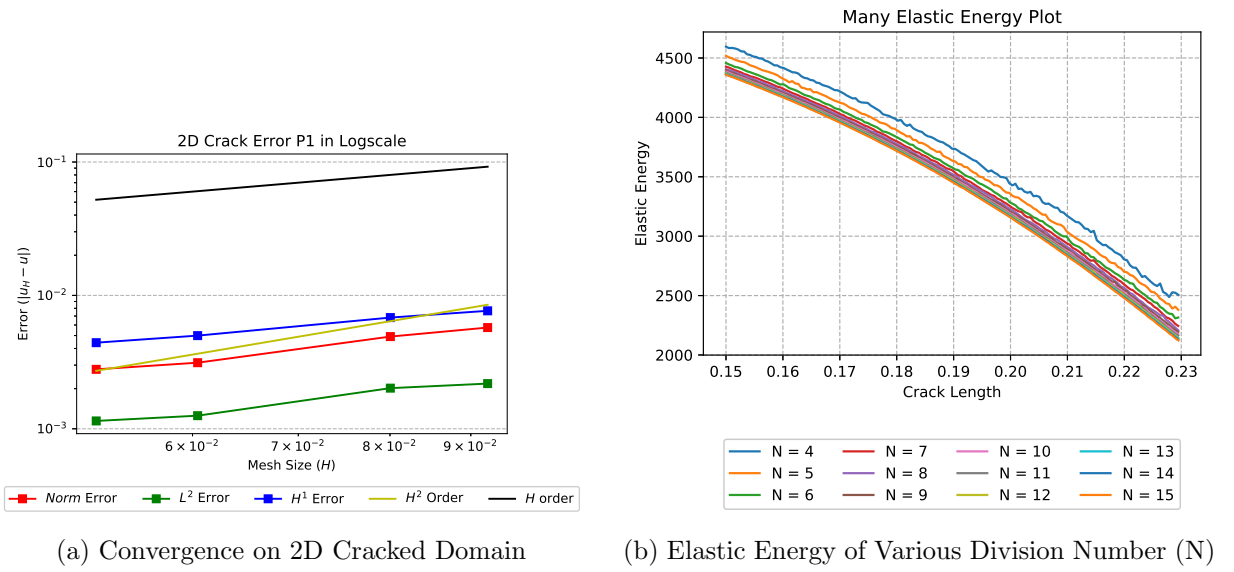 2D Crack Error P1 in Logscale
Error (|u_H − u|)
10⁻¹
10⁻²
10⁻³
6 × 10⁻² 7 × 10⁻² 8 × 10⁻² 9 × 10⁻²
Mesh Size (H)
Norm Error L² Error H¹ Error H² Order H order
(a) Convergence on 2D Cracked Domain
Many Elastic Energy Plot
Elastic Energy
4500
4000
3500
3000
2500
2000
0.15 0.16 0.17 0.18 0.19 0.20 0.21 0.22 0.23
Crack Length
N = 4 N = 7 N = 10 N = 13
N = 5 N = 8 N = 11 N = 14
N = 6 N = 9 N = 12 N = 15
(b) Elastic Energy of Various Division Number (N)